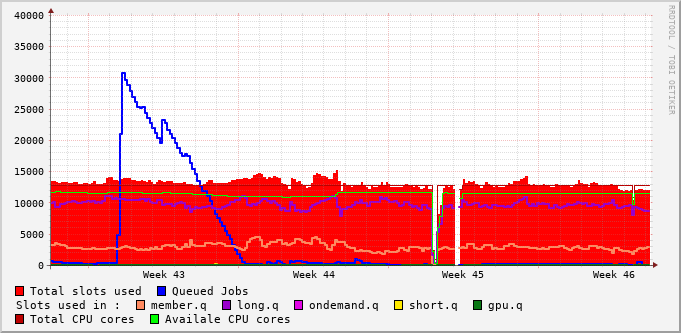 RRDTOOL / TOBI OETIKER
40000
35000
30000
25000
20000
15000
10000
5000
0
Week 43 Week 44 Week 45 Week 46
Total slots used Queued Jobs
Slots used in : member.q long.q ondemand.q short.q gpu.q
Total CPU cores Availale CPU cores